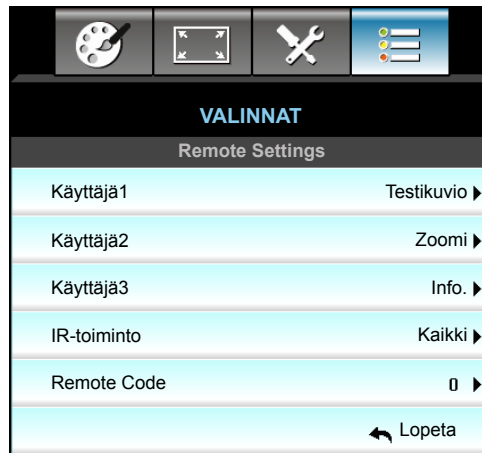 VALINNAT
Remote Settings
Käyttäjä1 Testikuvio
Käyttäjä2 Zoomi
Käyttäjä3 Info.
IR-toiminto Kaikki
Remote Code 0
Lopeta